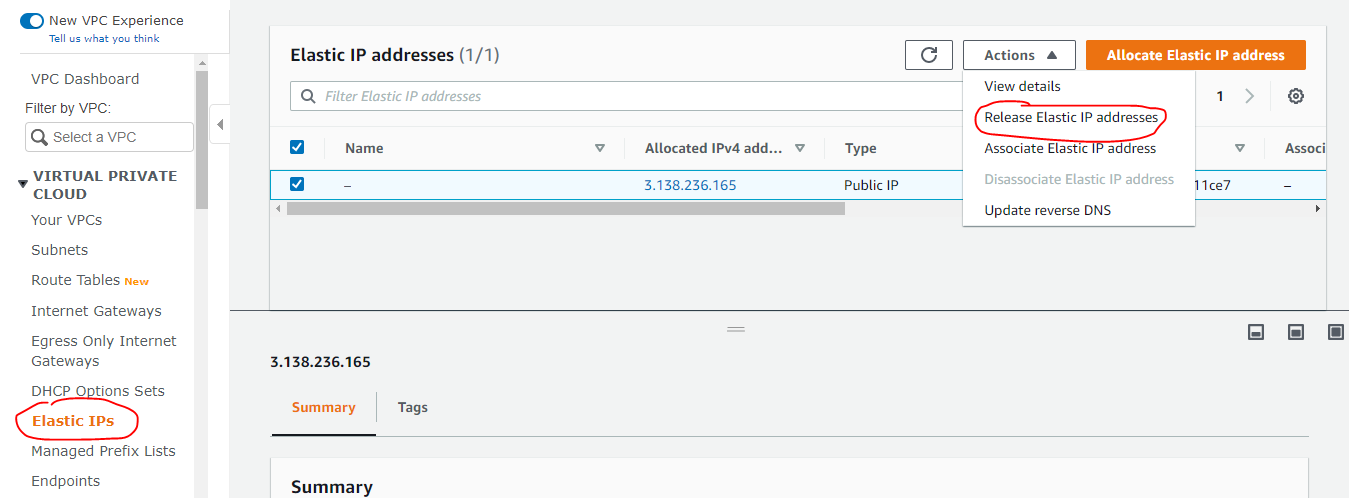 New VPC Experience
Tell us what you think
VPC Dashboard
Filter by VPC:
Select a VPC
VIRTUAL PRIVATE
CLOUD
Your VPCs
Subnets
Route Tables New
Internet Gateways
Egress Only Internet
Gateways
DHCP Options Sets
Elastic IPs
Managed Prefix Lists
Endpoints
Elastic IP addresses (1/1)
Actions
Allocate Elastic IP address
Filter Elastic IP addresses
1
View details
Release Elastic IP addresses
Associate Elastic IP address
Disassociate Elastic IP address
Update reverse DNS
Name Allocated IPv4 add... Type Associ
– 3.138.236.165 Public IP 11ce7 –
3.138.236.165
Summary Tags
Summary